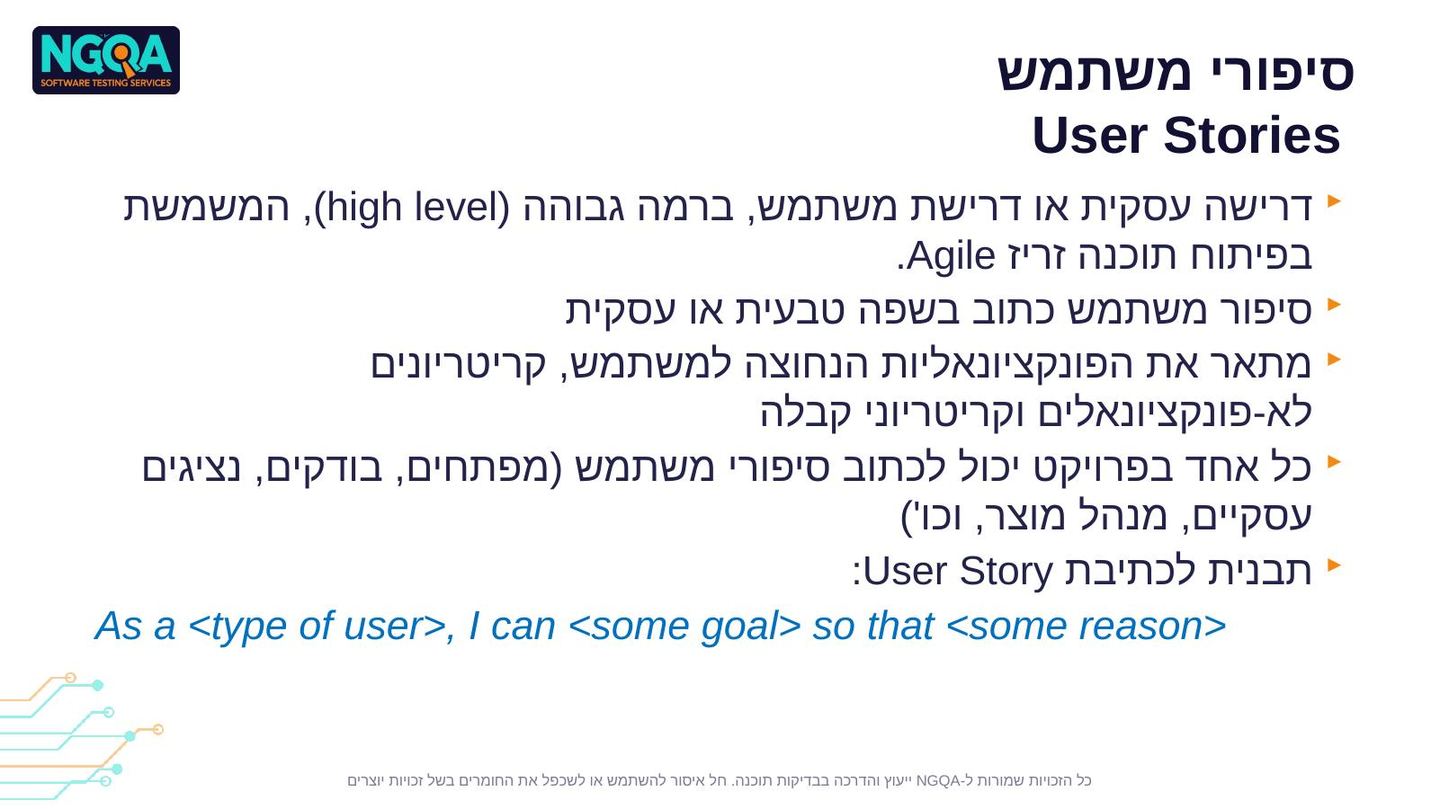 NGQA
SOFTWARE TESTING SERVICES
סיפורי משתמש
User Stories
דרישה עסקית או דרישת משתמש, ברמה גבוהה (high level), המשמשת
בפיתוח תוכנה זריז Agile.
סיפור משתמש כתוב בשפה טבעית או עסקית
מתאר את הפונקציונאליות הנחוצה למשתמש, קריטריונים
לא-פונקציונאלים וקריטריוני קבלה
כל אחד בפרויקט יכול לכתוב סיפורי משתמש (מפתחים, בודקים, נציגים
עסקיים, מנהל מוצר, וכו')
תבנית לכתיבת User Story:
As a <type of user>, I can <some goal> so that <some reason>
כל הזכויות שמורות ל-NGQA ייעוץ והדרכה בבדיקות תוכנה. חל איסור להשתמש או לשכפל את החומרים בשל זכויות יוצרים